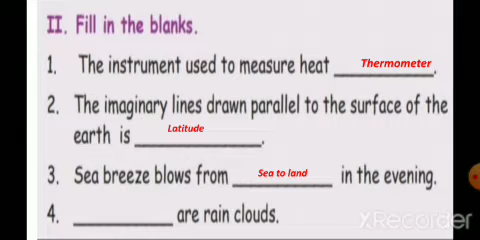 II. Fill in the blanks.
1. The instrument used to measure heat Thermometer.
2. The imaginary lines drawn parallel to the surface of the
earth is Latitude.
3. Sea breeze blows from Sea to land in the evening.
4. ____________ are rain clouds.
XRecorder